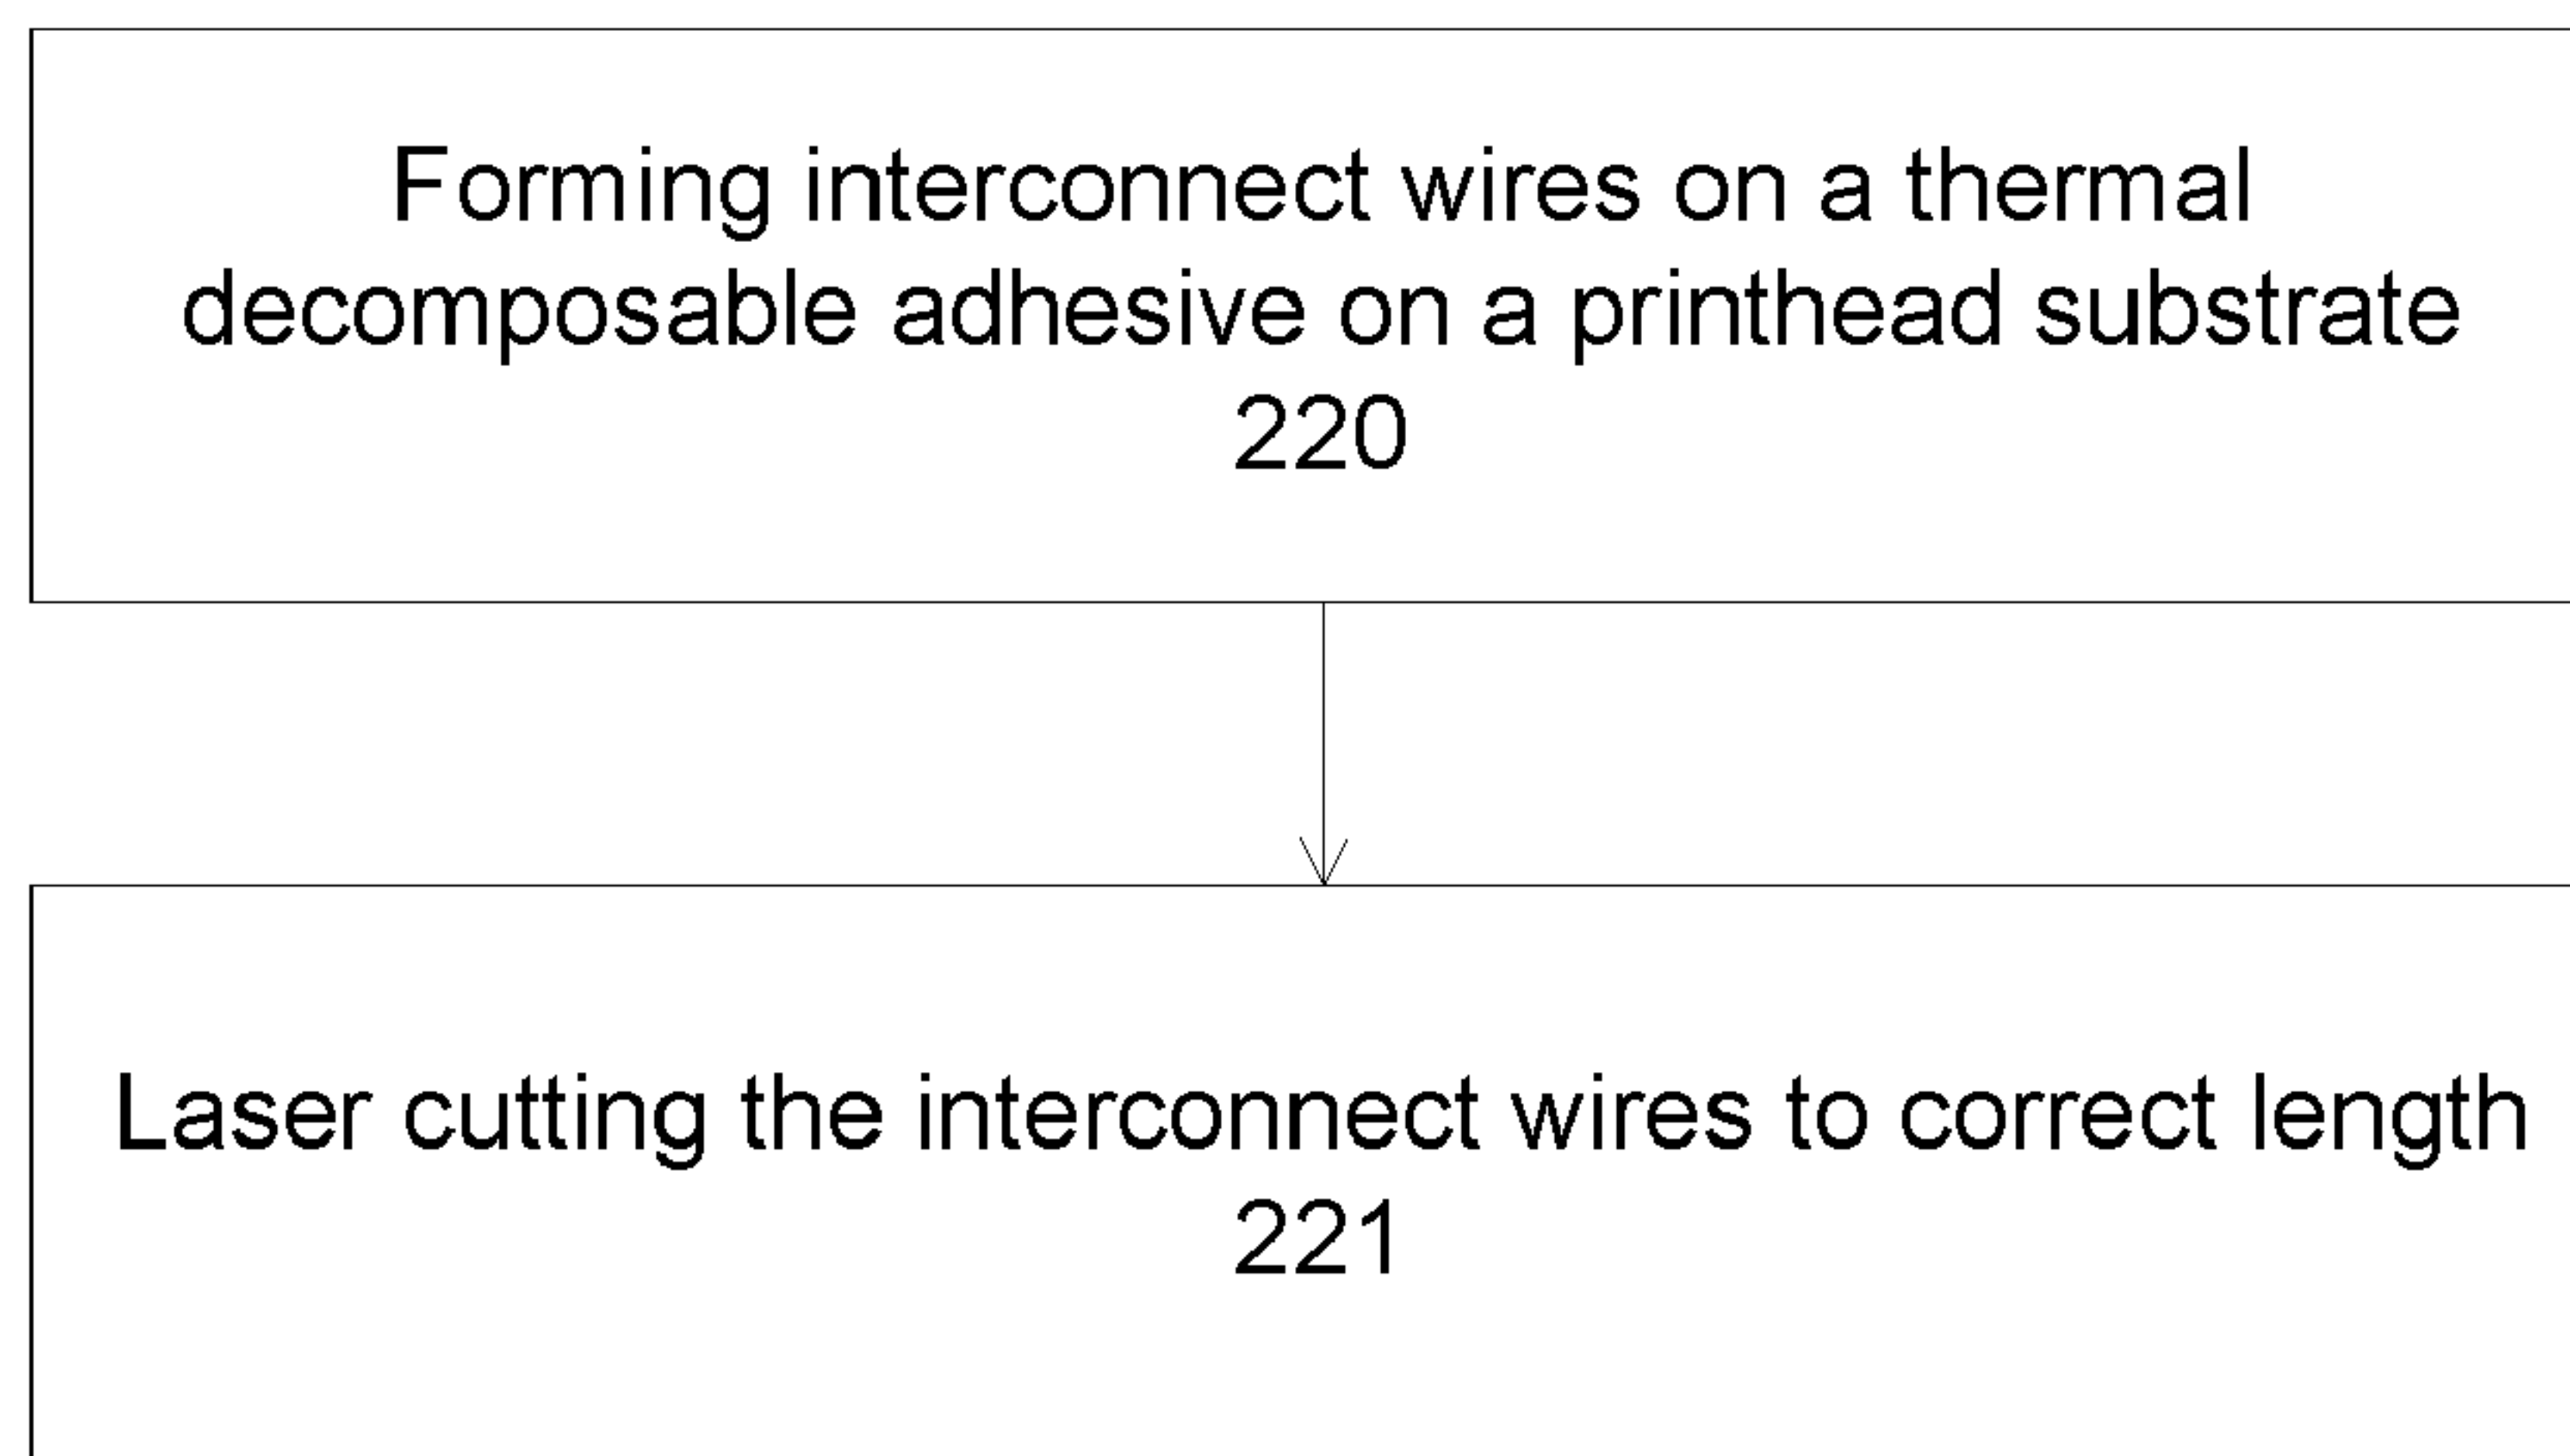 Forming interconnect wires on a thermal
decomposable adhesive on a printhead substrate
220
Laser cutting the interconnect wires to correct length
221